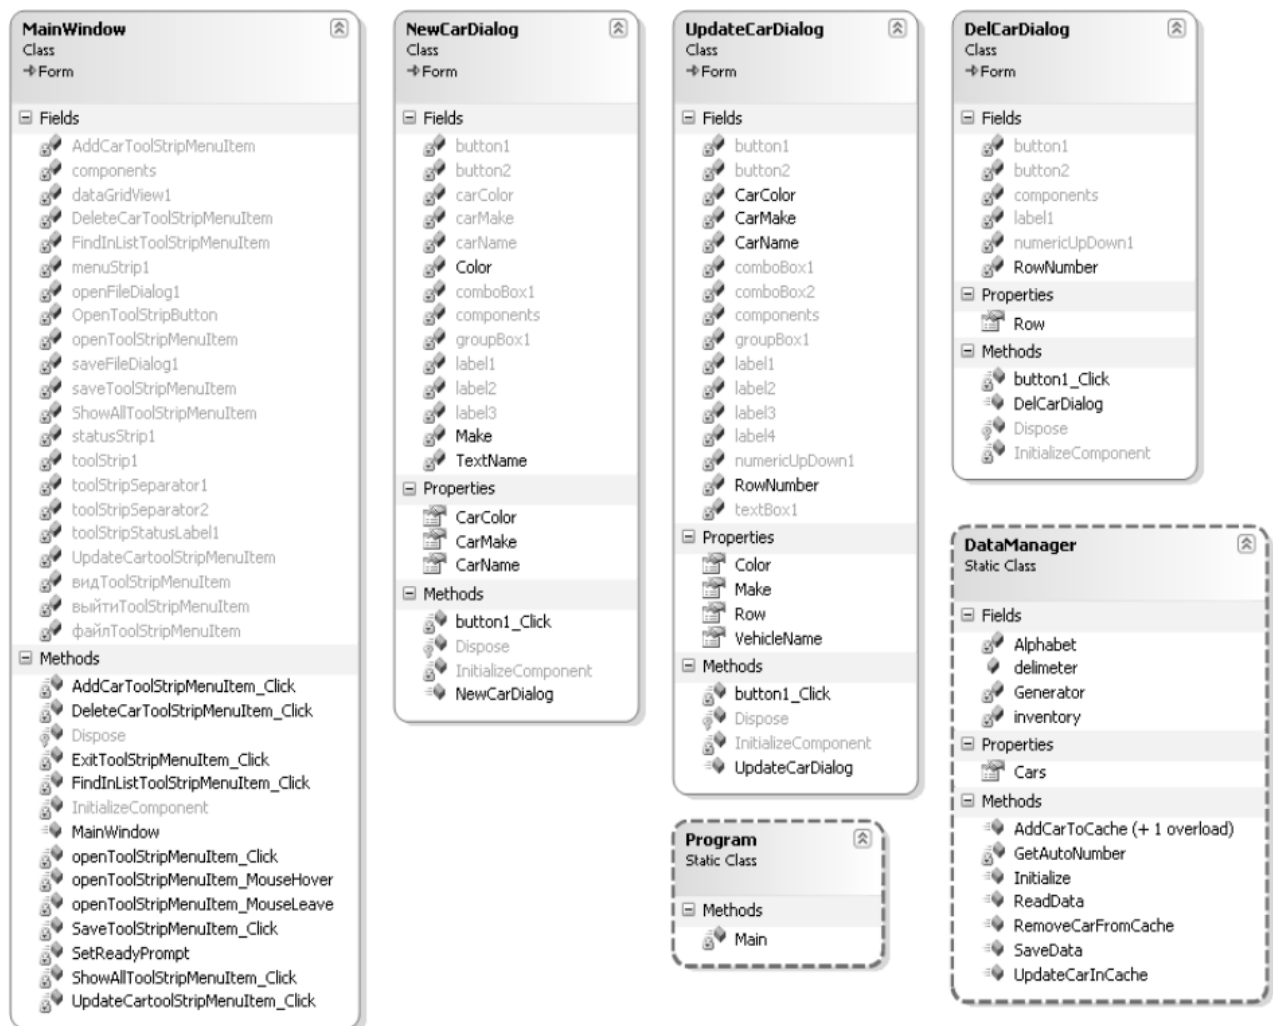 MainWindow
Class
Form
Fields
AddCarToolStripMenuItem
components
dataGridView1
DeleteCarToolStripMenuItem
FindInListToolStripMenuItem
menuStrip1
openFileDialog1
OpenToolStripButton
openToolStripMenuItem
saveFileDialog1
saveToolStripMenuItem
ShowAllToolStripMenuItem
statusStrip1
toolStrip1
toolStripSeparator1
toolStripSeparator2
toolStripStatusLabel1
UpdateCartoolStripMenuItem
видToolStripMenuItem
выйтиToolStripMenuItem
файлToolStripMenuItem
Methods
AddCarToolStripMenuItem_Click
DeleteCarToolStripMenuItem_Click
Dispose
ExitToolStripMenuItem_Click
FindInListToolStripMenuItem_Click
InitializeComponent
MainWindow
openToolStripMenuItem_Click
openToolStripMenuItem_MouseHover
openToolStripMenuItem_MouseLeave
SaveToolStripMenuItem_Click
SetReadyPrompt
ShowAllToolStripMenuItem_Click
UpdateCartoolStripMenuItem_Click
NewCarDialog
Class
Form
Fields
button1
button2
carColor
carMake
carName
Color
comboBox1
components
groupBox1
label1
label2
label3
Make
TextName
Properties
CarColor
CarMake
CarName
Methods
button1_Click
Dispose
InitializeComponent
NewCarDialog
UpdateCarDialog
Class
Form
Fields
button1
button2
CarColor
CarMake
CarName
comboBox1
comboBox2
components
groupBox1
label1
label2
label3
label4
numericUpDown1
RowNumber
textBox1
Properties
Color
Make
Row
VehicleName
Methods
button1_Click
Dispose
InitializeComponent
UpdateCarDialog
Program
Static Class
Methods
Main
DelCarDialog
Class
Form
Fields
button1
button2
components
label1
numericUpDown1
RowNumber
Properties
Row
Methods
button1_Click
DelCarDialog
Dispose
InitializeComponent
DataManager
Static Class
Fields
Alphabet
delimeter
Generator
inventory
Properties
Cars
Methods
AddCarToCache (+ 1 overload)
GetAutoNumber
Initialize
ReadData
RemoveCarFromCache
SaveData
UpdateCarInCache